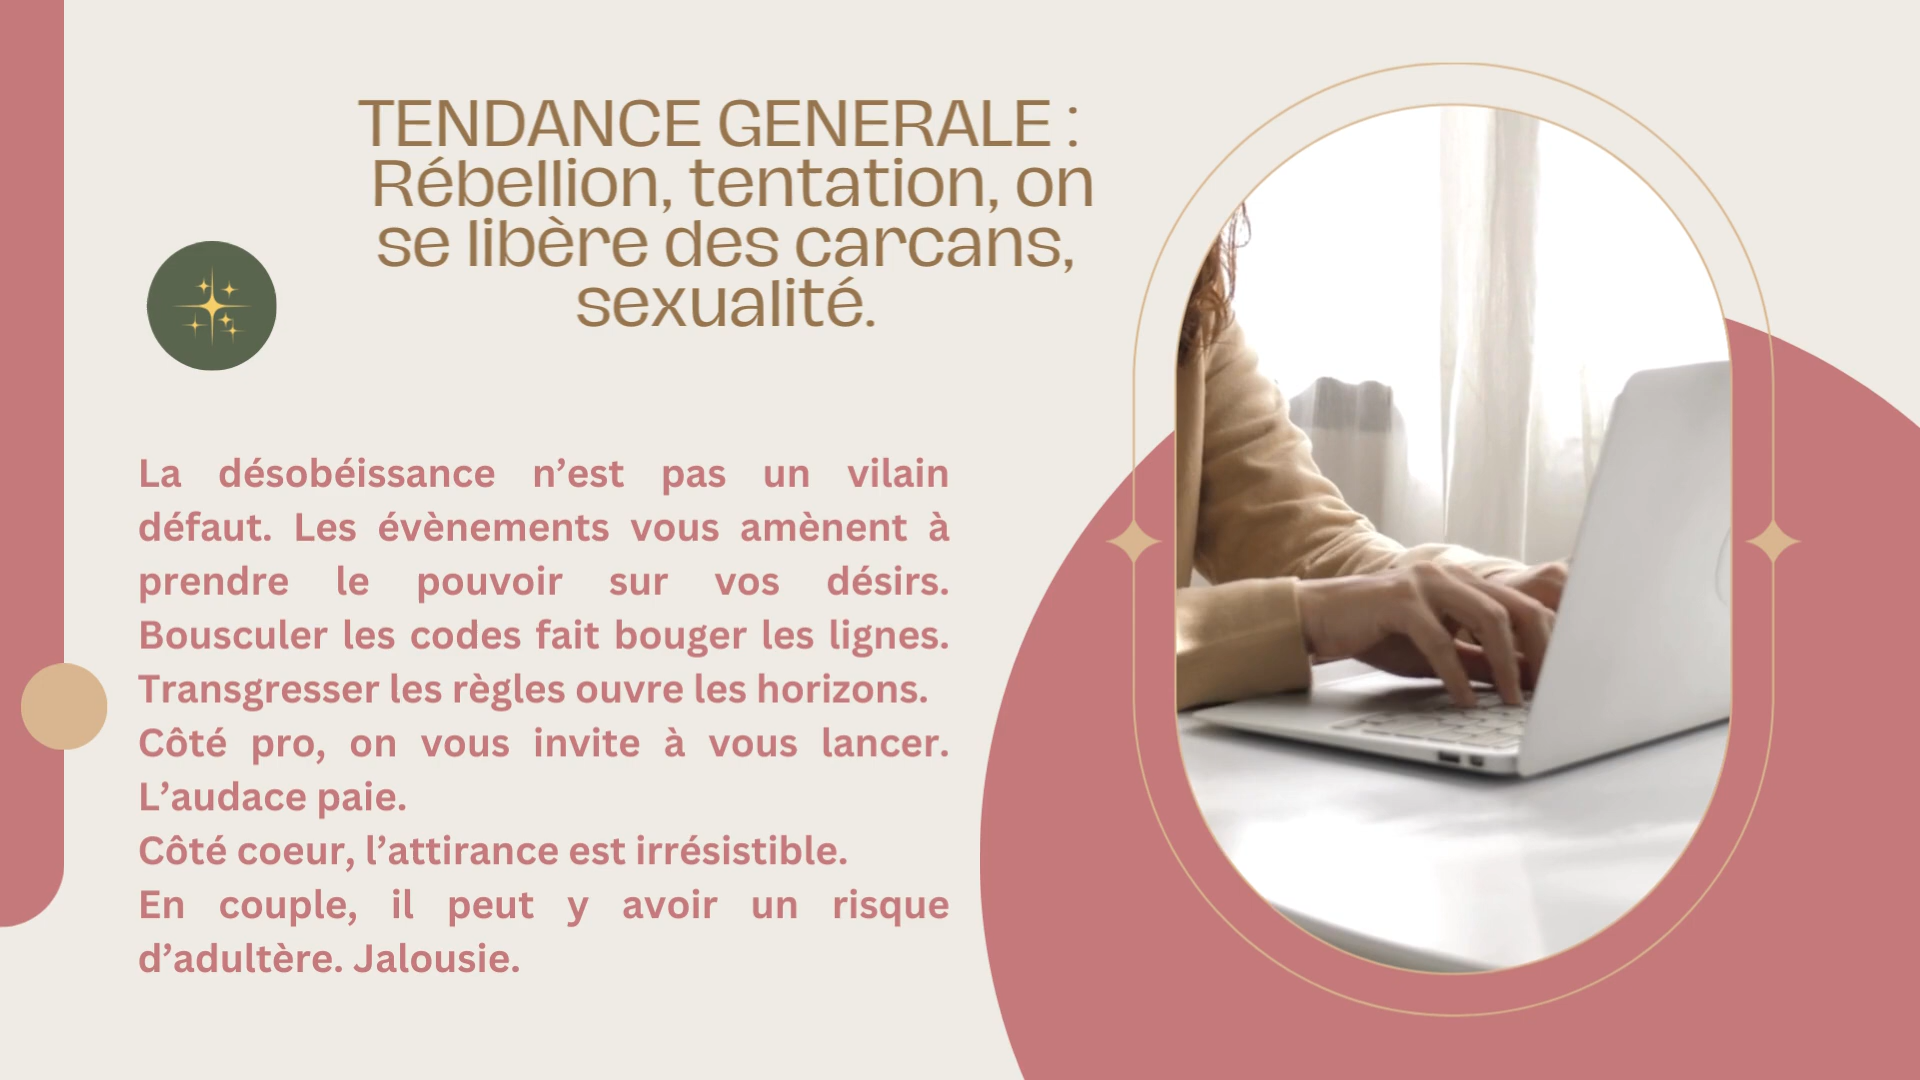 TENDANCE GENERALE :
Rébellion, tentation, on
se libère des carcans,
sexualité.
La désobéissance n’est pas un vilain
défaut. Les évènements vous amènent à
prendre le pouvoir sur vos désirs.
Bousculer les codes fait bouger les lignes.
Transgresser les règles ouvre les horizons.
Côté pro, on vous invite à vous lancer.
L’audace paie.
Côté coeur, l’attirance est irrésistible.
En couple, il peut y avoir un risque
d’adultère. Jalousie.